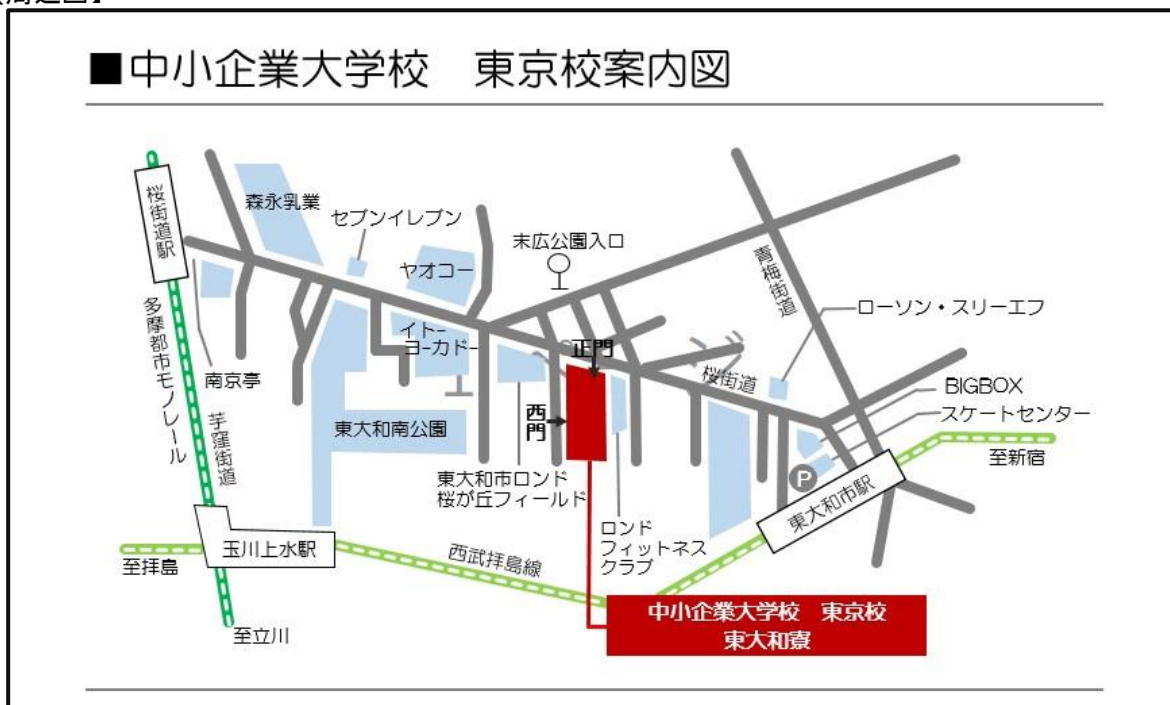 ■中小企業大学校　東京校案内図
桜街道駅
森永乳業
セブンイレブン
ヤオコー
末広公園入口
青梅街道
ローソン・スリーエフ
多摩都市モノレール
南京亭
芋窪街道
イトー
ヨーカドー
正門
西門
桜街道
BIGBOX
スケートセンター
至新宿
東大和南公園
東大和市ロンド
桜が丘フィールド
P
東大和市駅
ロンド
フィットネス
クラブ
玉川上水駅
至拝島
西武拝島線
至立川
中小企業大学校　東京校
東大和寮